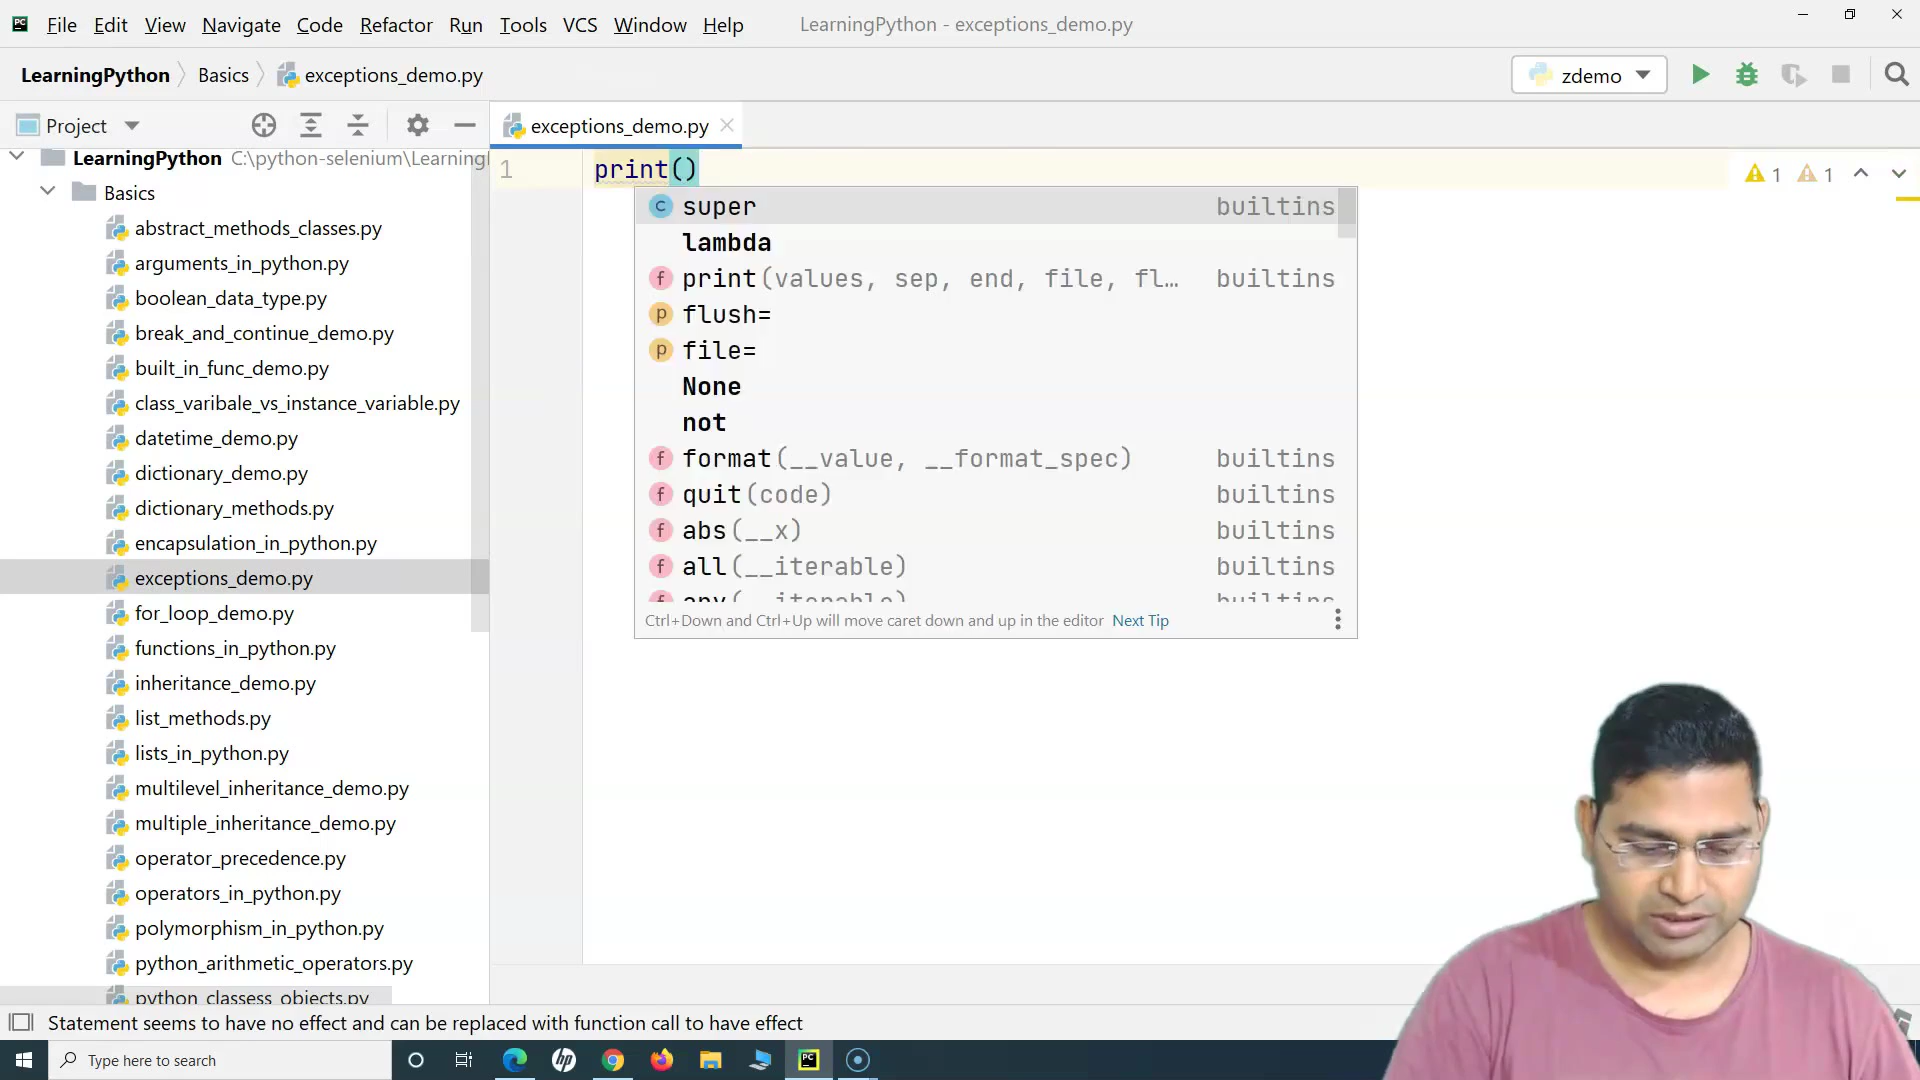 File Edit View Navigate Code Refactor Run Tools VCS Window Help LearningPython - exceptions_demo.py
LearningPython Basics exceptions_demo.py zdemo
Project
exceptions_demo.py
LearningPython C:\python-selenium\Learning
Basics
abstract_methods_classes.py
arguments_in_python.py
boolean_data_type.py
break_and_continue_demo.py
built_in_func_demo.py
class_varibale_vs_instance_variable.py
datetime_demo.py
dictionary_demo.py
dictionary_methods.py
encapsulation_in_python.py
exceptions_demo.py
for_loop_demo.py
functions_in_python.py
inheritance_demo.py
list_methods.py
lists_in_python.py
multilevel_inheritance_demo.py
multiple_inheritance_demo.py
operator_precedence.py
operators_in_python.py
polymorphism_in_python.py
python_arithmetic_operators.py
python_classess_objects.py
1 print() 1 1
super builtins
lambda
print(values, sep, end, file, fl… builtins
flush=
file=
None
not
format(__value, __format_spec) builtins
quit(code) builtins
abs(__x) builtins
all(__iterable) builtins
any(__iterable) builtins
Ctrl+Down and Ctrl+Up will move caret down and up in the editor Next Tip
Statement seems to have no effect and can be replaced with function call to have effect
Type here to search